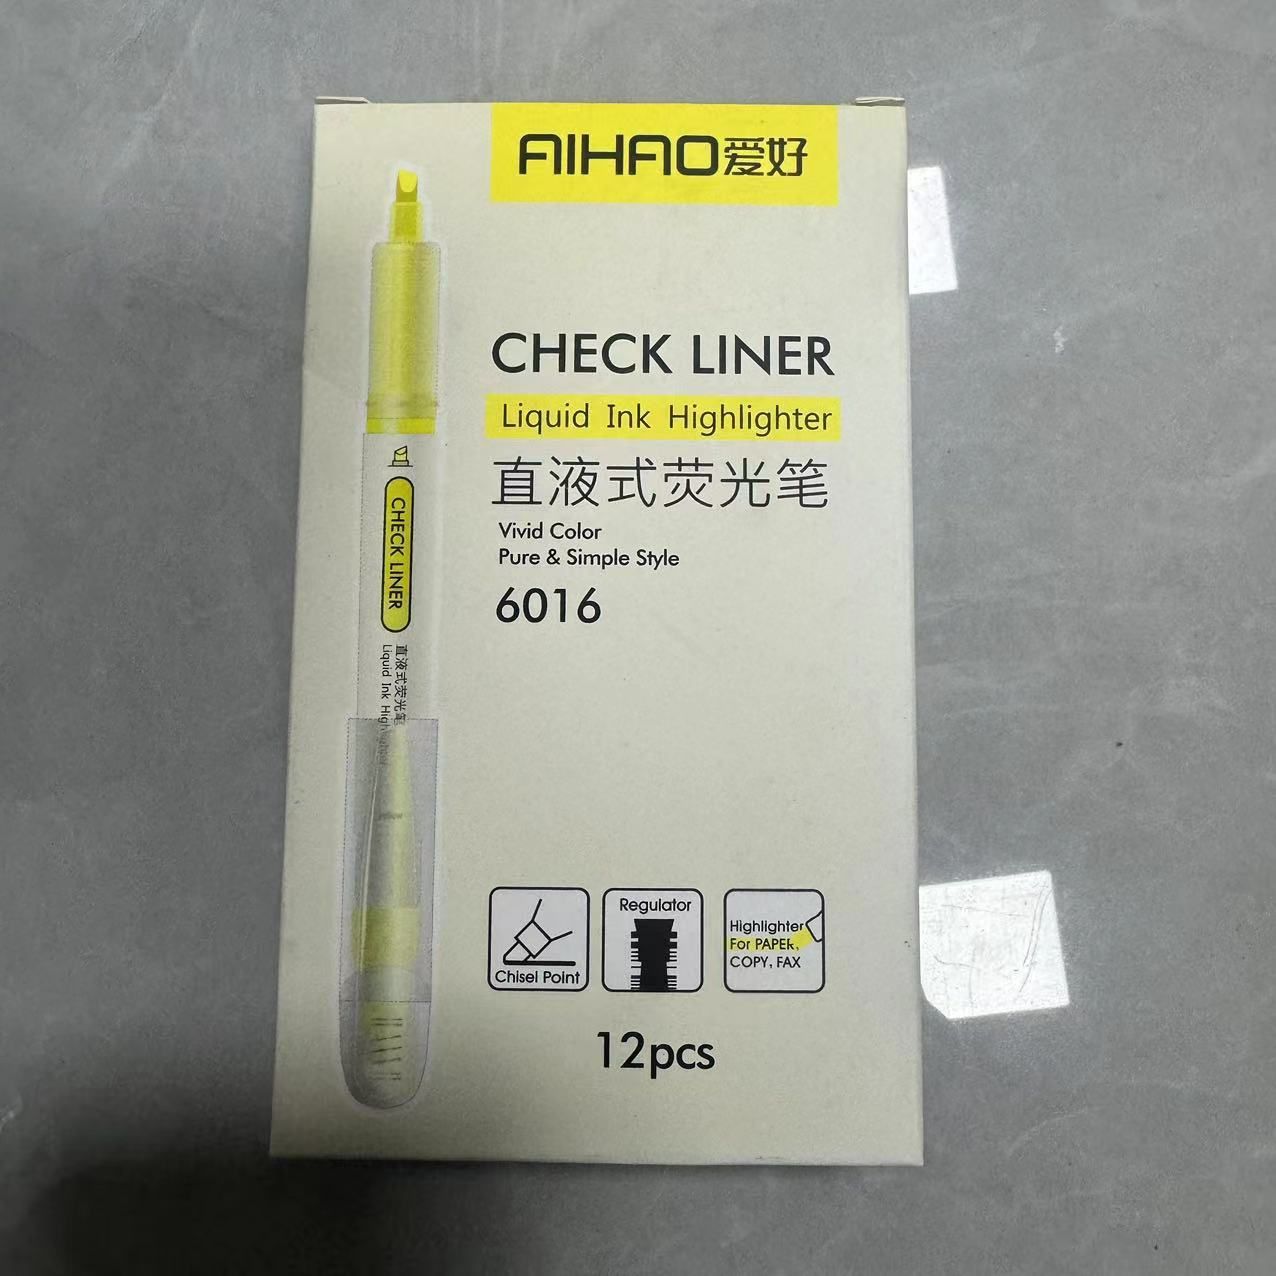 AIHAO爱好
CHECK LINER
Liquid Ink Highlighter
直液式荧光笔
Vivid Color
Pure & Simple Style
6016
CHECK LINER
直液式荧光笔
Liquid Ink Highlighter
Chisel Point
Regulator
Highlighter
For PAPER,
COPY, FAX
12pcs